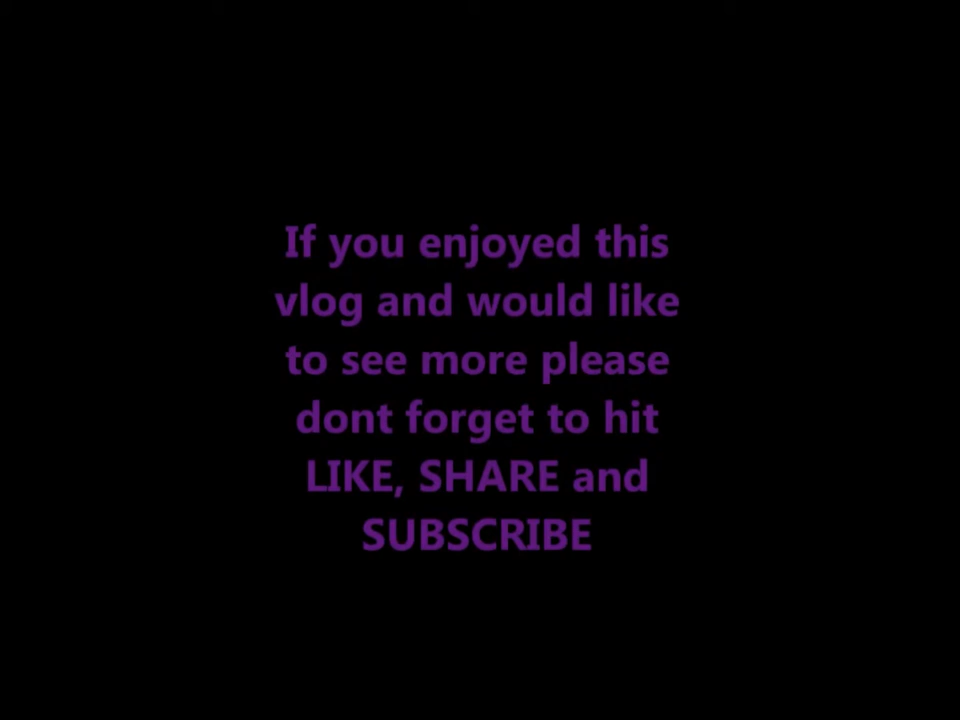 If you enjoyed this
vlog and would like
to see more please
dont forget to hit
LIKE, SHARE and
SUBSCRIBE